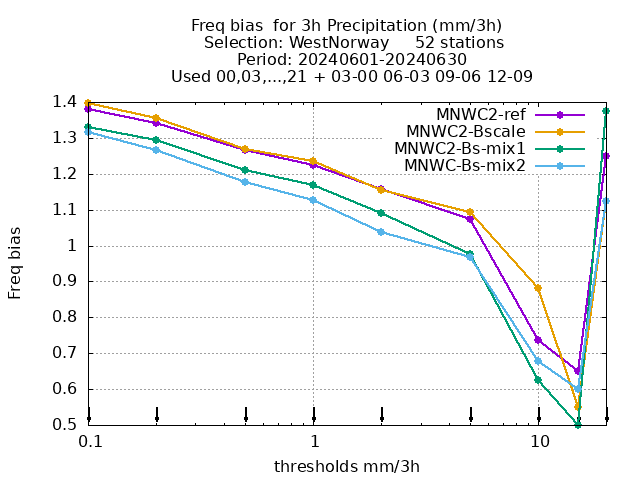 Freq bias  for 3h Precipitation (mm/3h)
Selection: WestNorway     52 stations
Period: 20240601-20240630
Used 00,03,...,21 + 03-00 06-03 09-06 12-09
MNWC2-ref
MNWC2-Bscale
MNWC2-Bs-mix1
MNWC-Bs-mix2
1.4
1.3
1.2
1.1
1
0.9
0.8
0.7
0.6
0.5
Freq bias
0.1 1 10
thresholds mm/3h